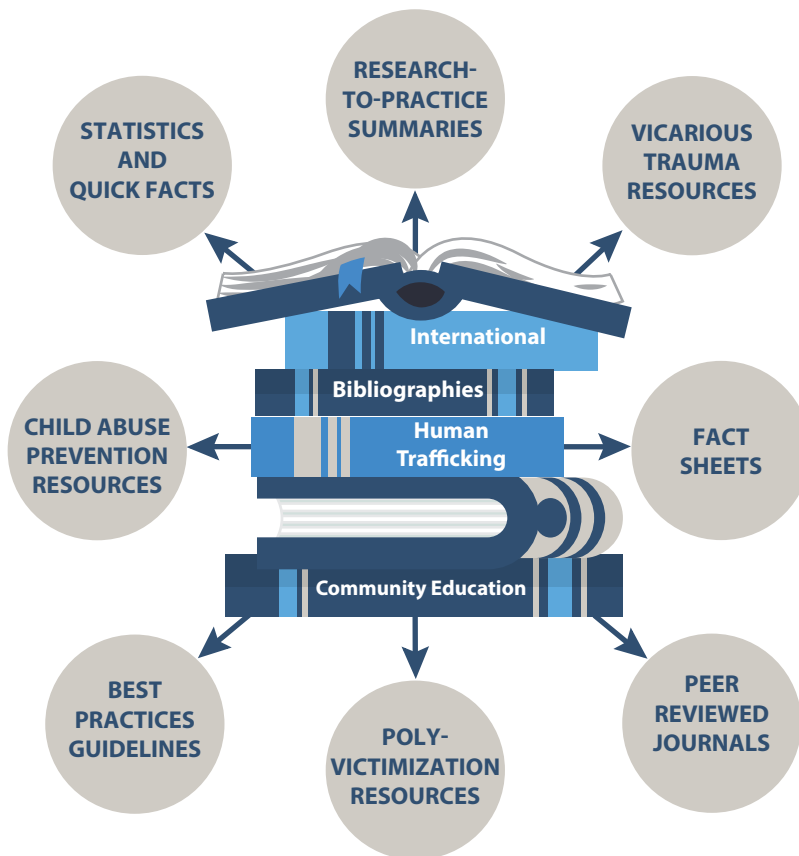 RESEARCH-
TO-PRACTICE
SUMMARIES
STATISTICS
AND
QUICK FACTS
VICARIOUS
TRAUMA
RESOURCES
International
Bibliographies
Human
Trafficking
CHILD ABUSE
PREVENTION
RESOURCES
FACT
SHEETS
Community Education
BEST
PRACTICES
GUIDELINES
POLY-
VICTIMIZATION
RESOURCES
PEER
REVIEWED
JOURNALS